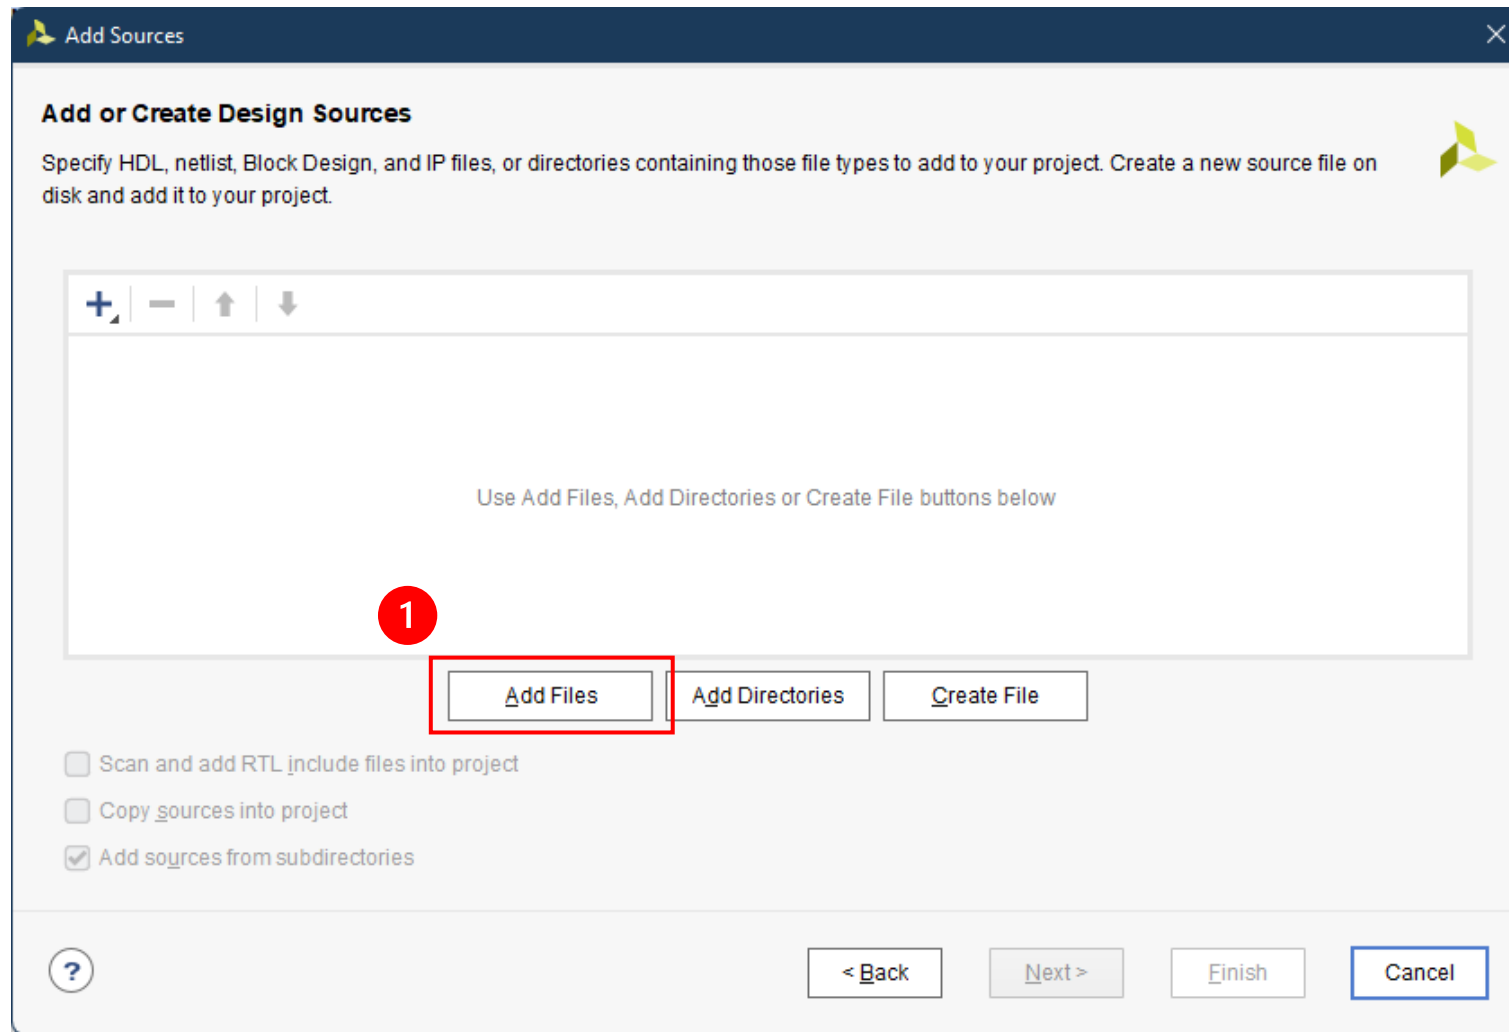 Add Sources
Add or Create Design Sources
Specify HDL, netlist, Block Design, and IP files, or directories containing those file types to add to your project. Create a new source file on
disk and add it to your project.
Use Add Files, Add Directories or Create File buttons below
1
Add Files
Add Directories
Create File
Scan and add RTL include files into project
Copy sources into project
Add sources from subdirectories
?
< Back
Next >
Finish
Cancel